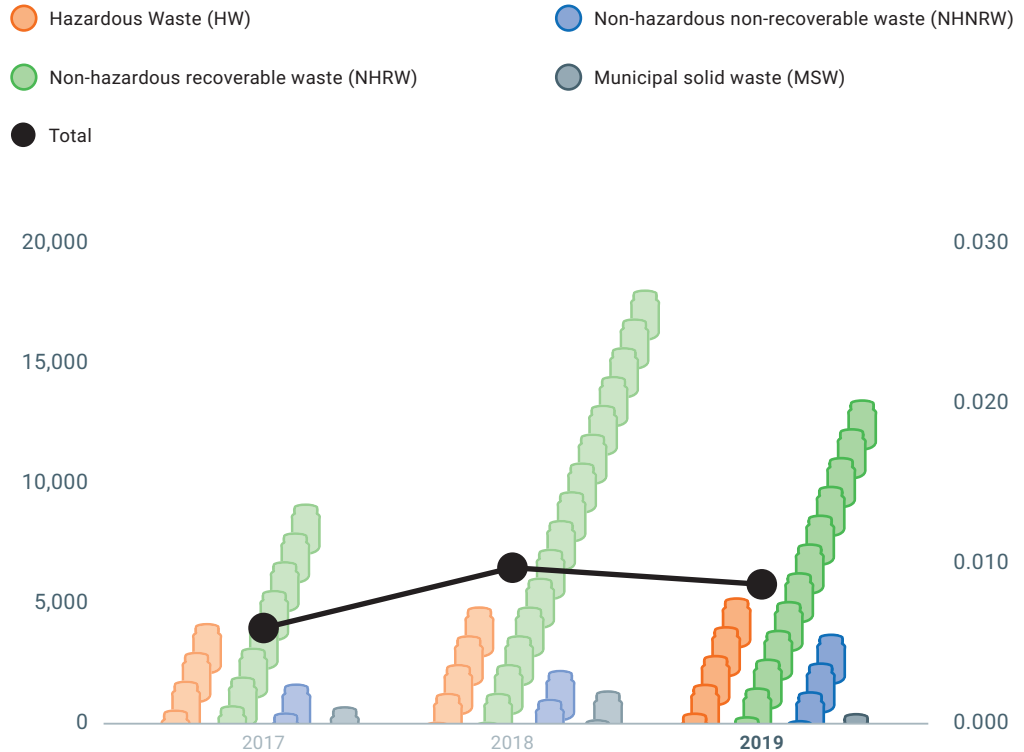 Hazardous Waste (HW)
Non-hazardous non-recoverable waste (NHNRW)
Non-hazardous recoverable waste (NHRW)
Municipal solid waste (MSW)
Total
20,000
0.030
15,000
0.020
10,000
0.010
5,000
0
0.000
2017
2018
2019